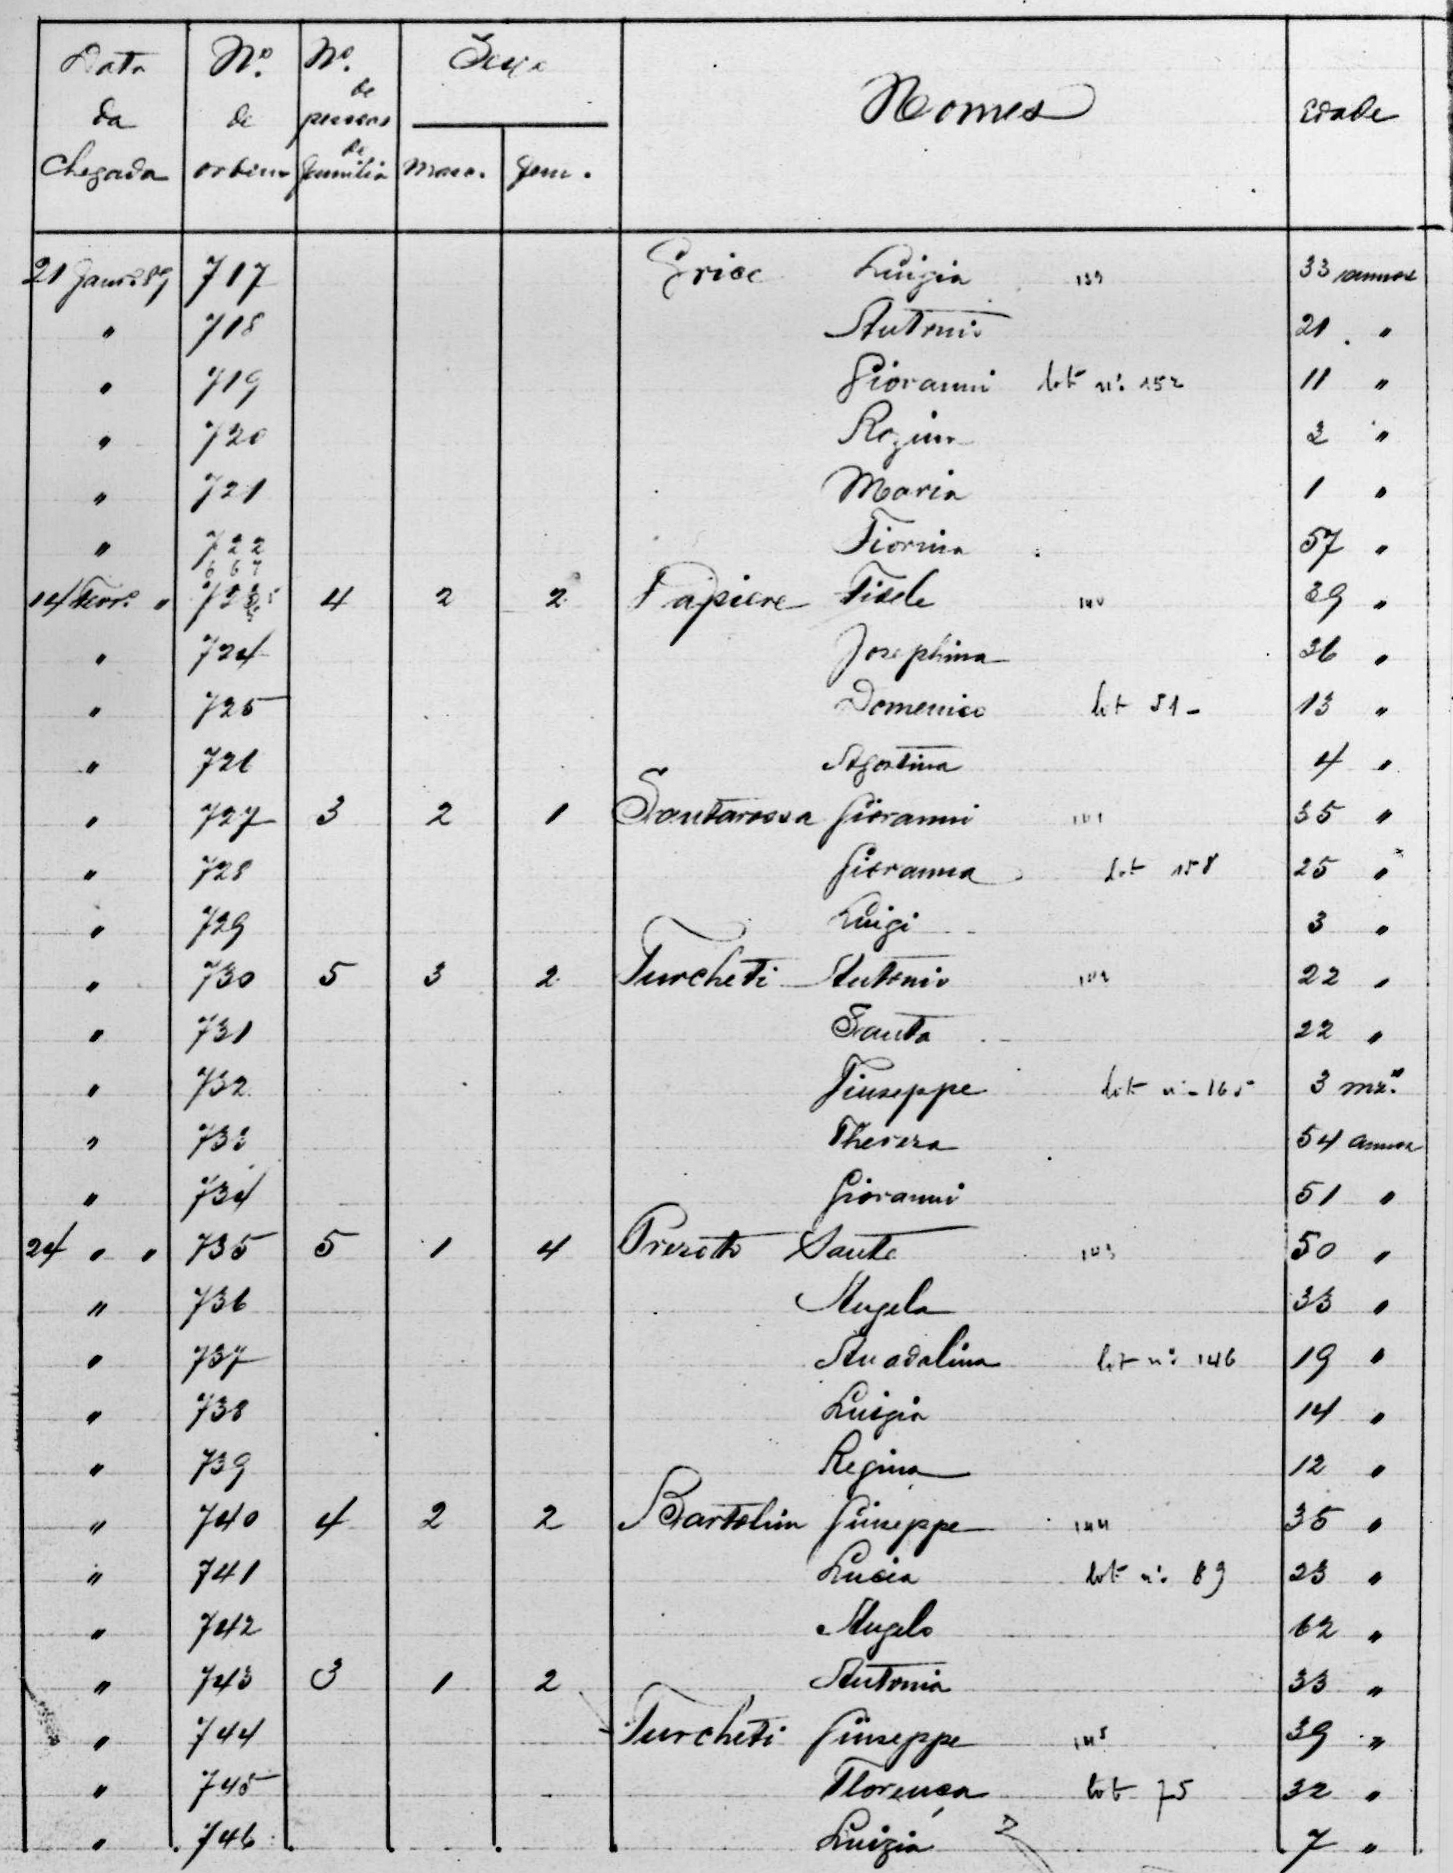 Data da Chegada Nº. de ordem Nº. de pessoas de familia Sexo Masc. Fem. Nomes Edade
21 Janr.º 89 717 Luigia 139 33 annos
" 718 Antonio 21 "
" 719 Giovanni lot nº 152 11 "
" 720 Rozina 2 "
" 721 Maria 1 "
" 722 Fiorina 57 "
667
14 Fevr.º " 723 4 2 2 Papiere Fidele 140 39 "
" 724 Josephina 36 "
" 725 Domenico lot 51 - 13 "
" 726 Agostina 4 "
" 727 3 2 1 Santarossa Giovanni 141 35 "
" 728 Giovanna Lot 158 25 "
" 729 Luigi 3 "
" 730 5 3 2 Turcheti Antonio 142 22 "
" 731 Santa 22 "
" 732 Giuseppe lot nº 165 3 mz.es
" 733 Thereza 54 annos
" 734 Giovanni 51 "
24 " " 735 5 1 4 Sante 143 50 "
" 736 Angela 33 "
" 737 Anadalina lot nº 146 19 "
" 738 Luigia 14 "
" 739 Regina 12 "
" 740 4 2 2 Bartolin Giuseppe 144 35 "
" 741 Lucia lot nº 89 23 "
" 742 Angelo 62 "
" 743 3 1 2 Antonia 33 "
" 744 Turcheti Giuseppe 145 39 "
" 745 Florença lot 75 32 "
" 746 Luizia 7 "